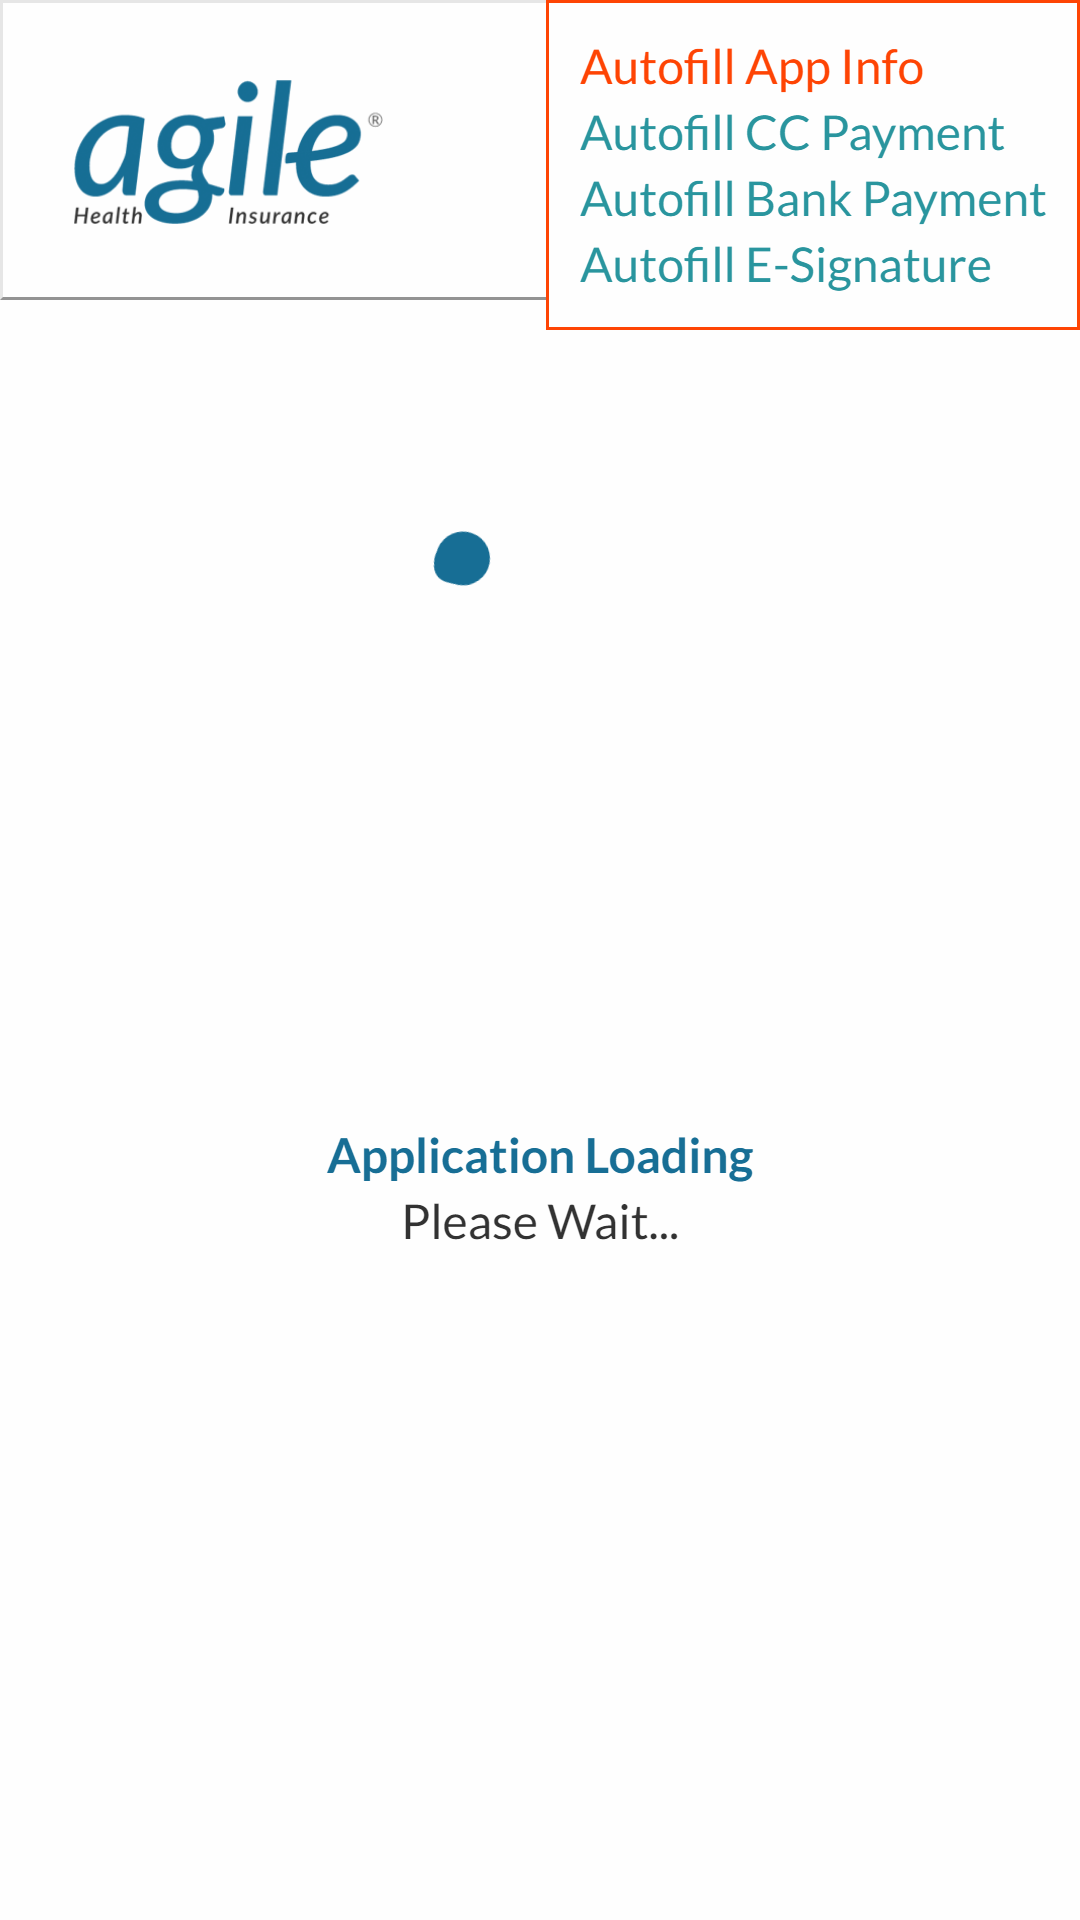 agile®
Health Insurance
Autofill App Info
Autofill CC Payment
Autofill Bank Payment
Autofill E-Signature
Application Loading
Please Wait...